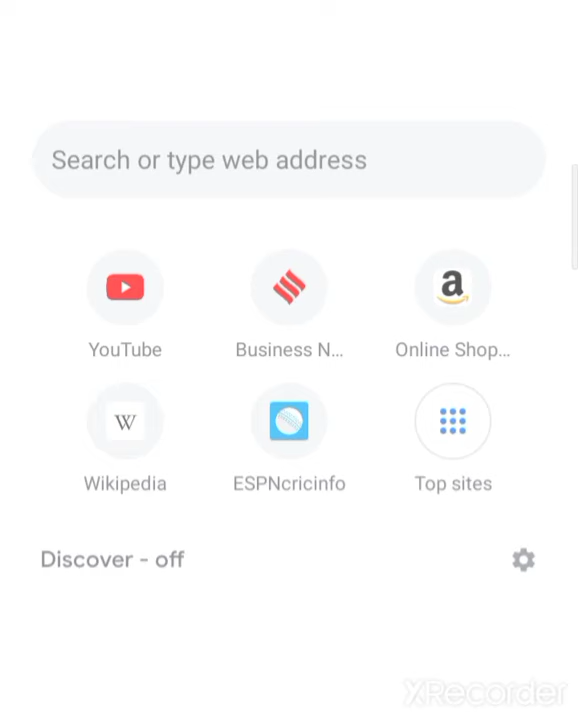 Search or type web address
YouTube
Business N...
Online Shop...
Wikipedia
ESPNcricinfo
Top sites
Discover - off
XRecorder